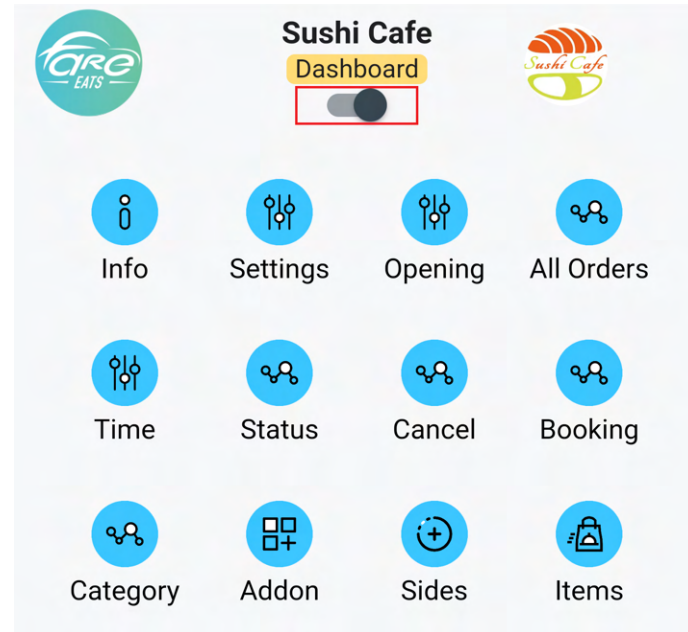 Sushi Cafe
Dashboard
fare
EATS
Sushi Cafe
Info
Settings
Opening
All Orders
Time
Status
Cancel
Booking
Category
Addon
Sides
Items